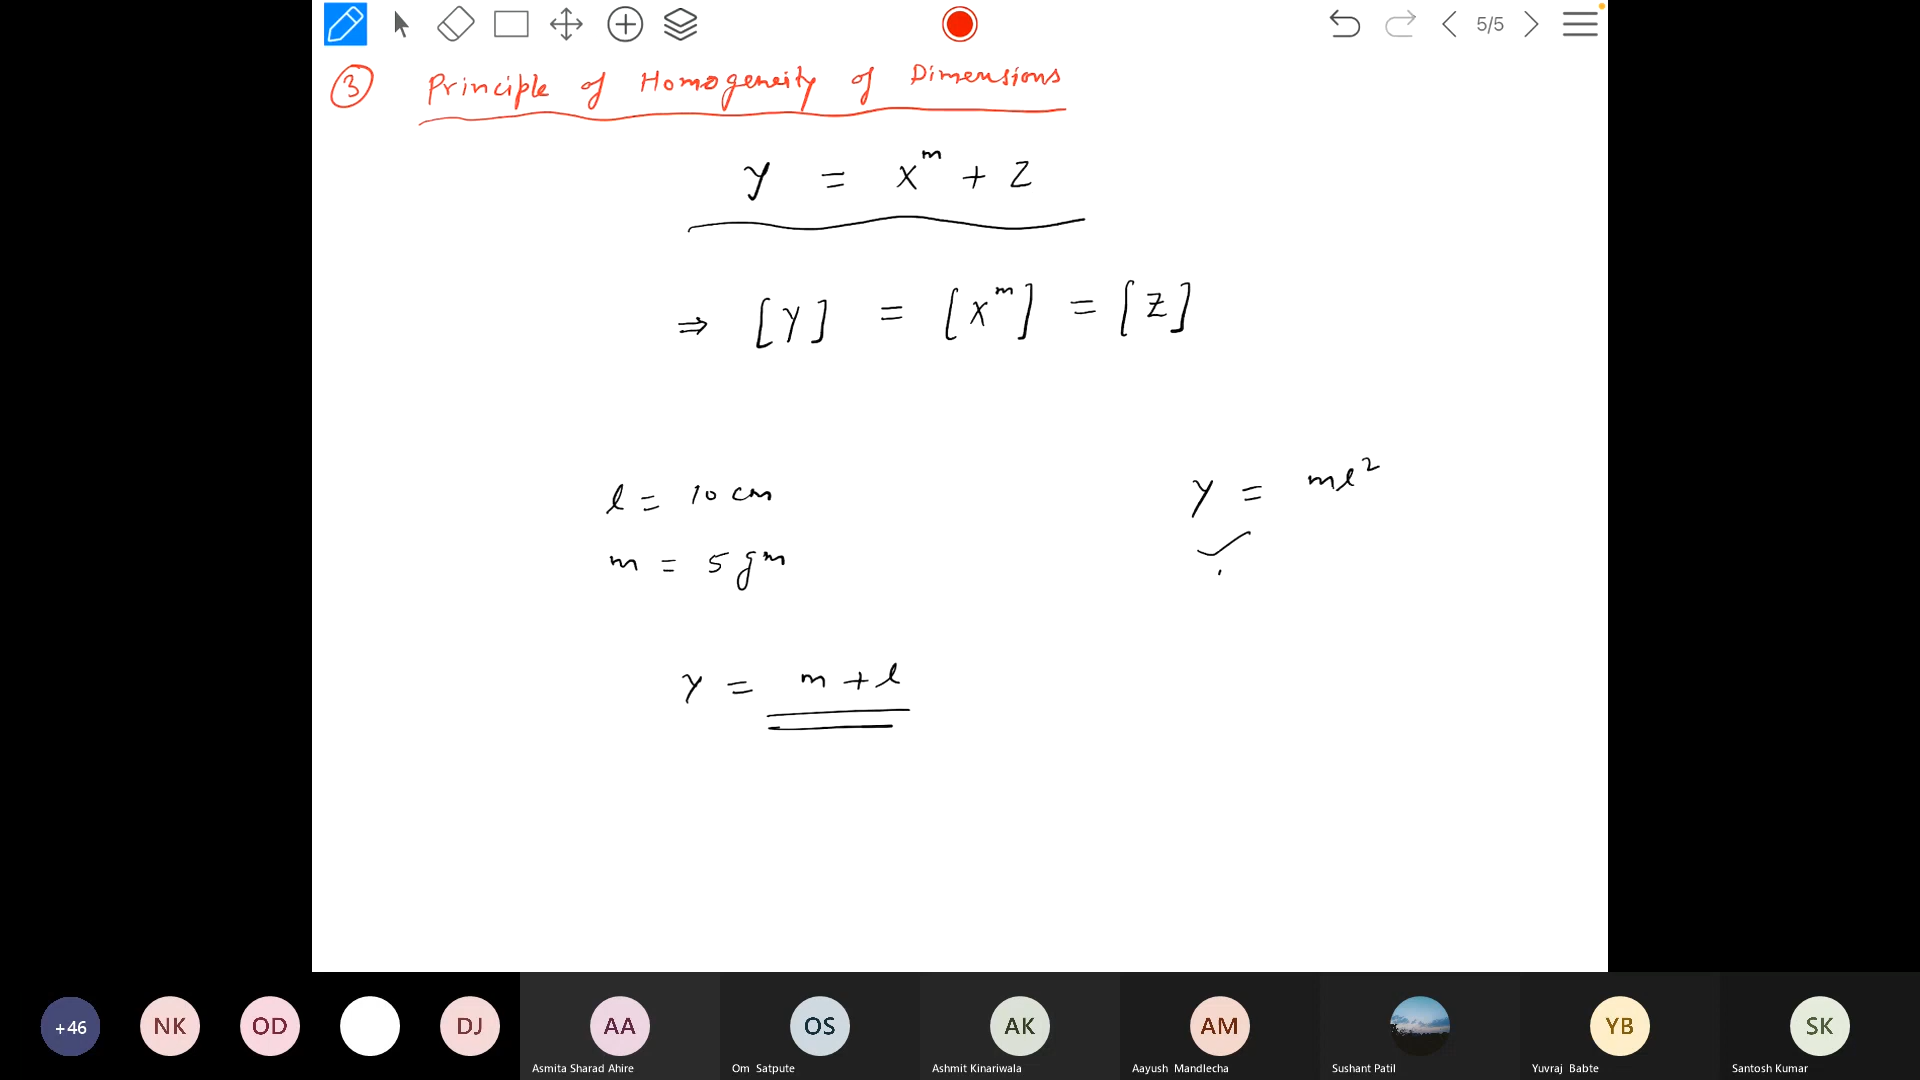 5/5
③ Principle of Homogeneity of Dimensions
y = x^m + z
⇒ [y] = [x^m] = [z]
l = 10 cm
m = 5 gm
y = ml²
y = m + l
+46 NK OD DJ AA OS AK AM YB SK
Asmita Sharad Ahire Om Satpute Ashmit Kinariwala Aayush Mandlecha Sushant Patil Yuvraj Babte Santosh Kumar